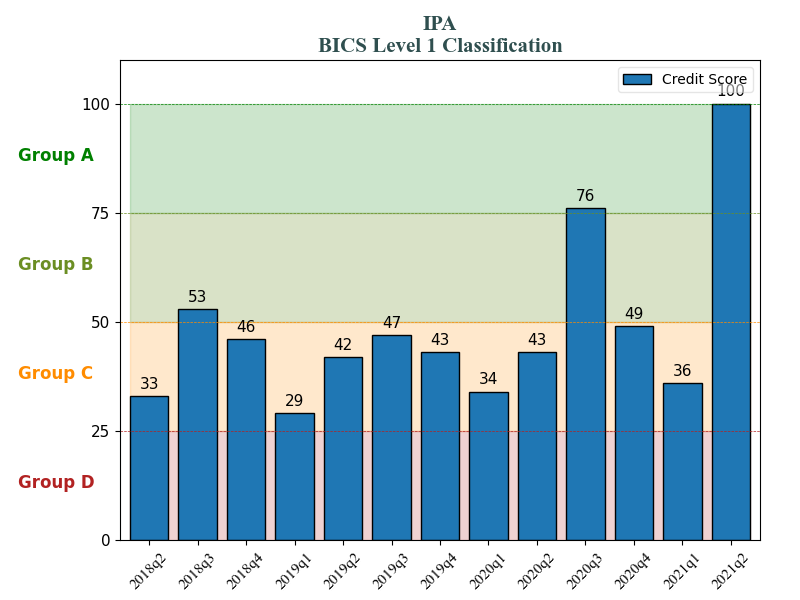 IPA
BICS Level 1 Classification
Credit Score
100
75
50
25
0
Group A
Group B
Group C
Group D
33
53
46
29
42
47
43
34
43
76
49
36
100
2018q2
2018q3
2018q4
2019q1
2019q2
2019q3
2019q4
2020q1
2020q2
2020q3
2020q4
2021q1
2021q2